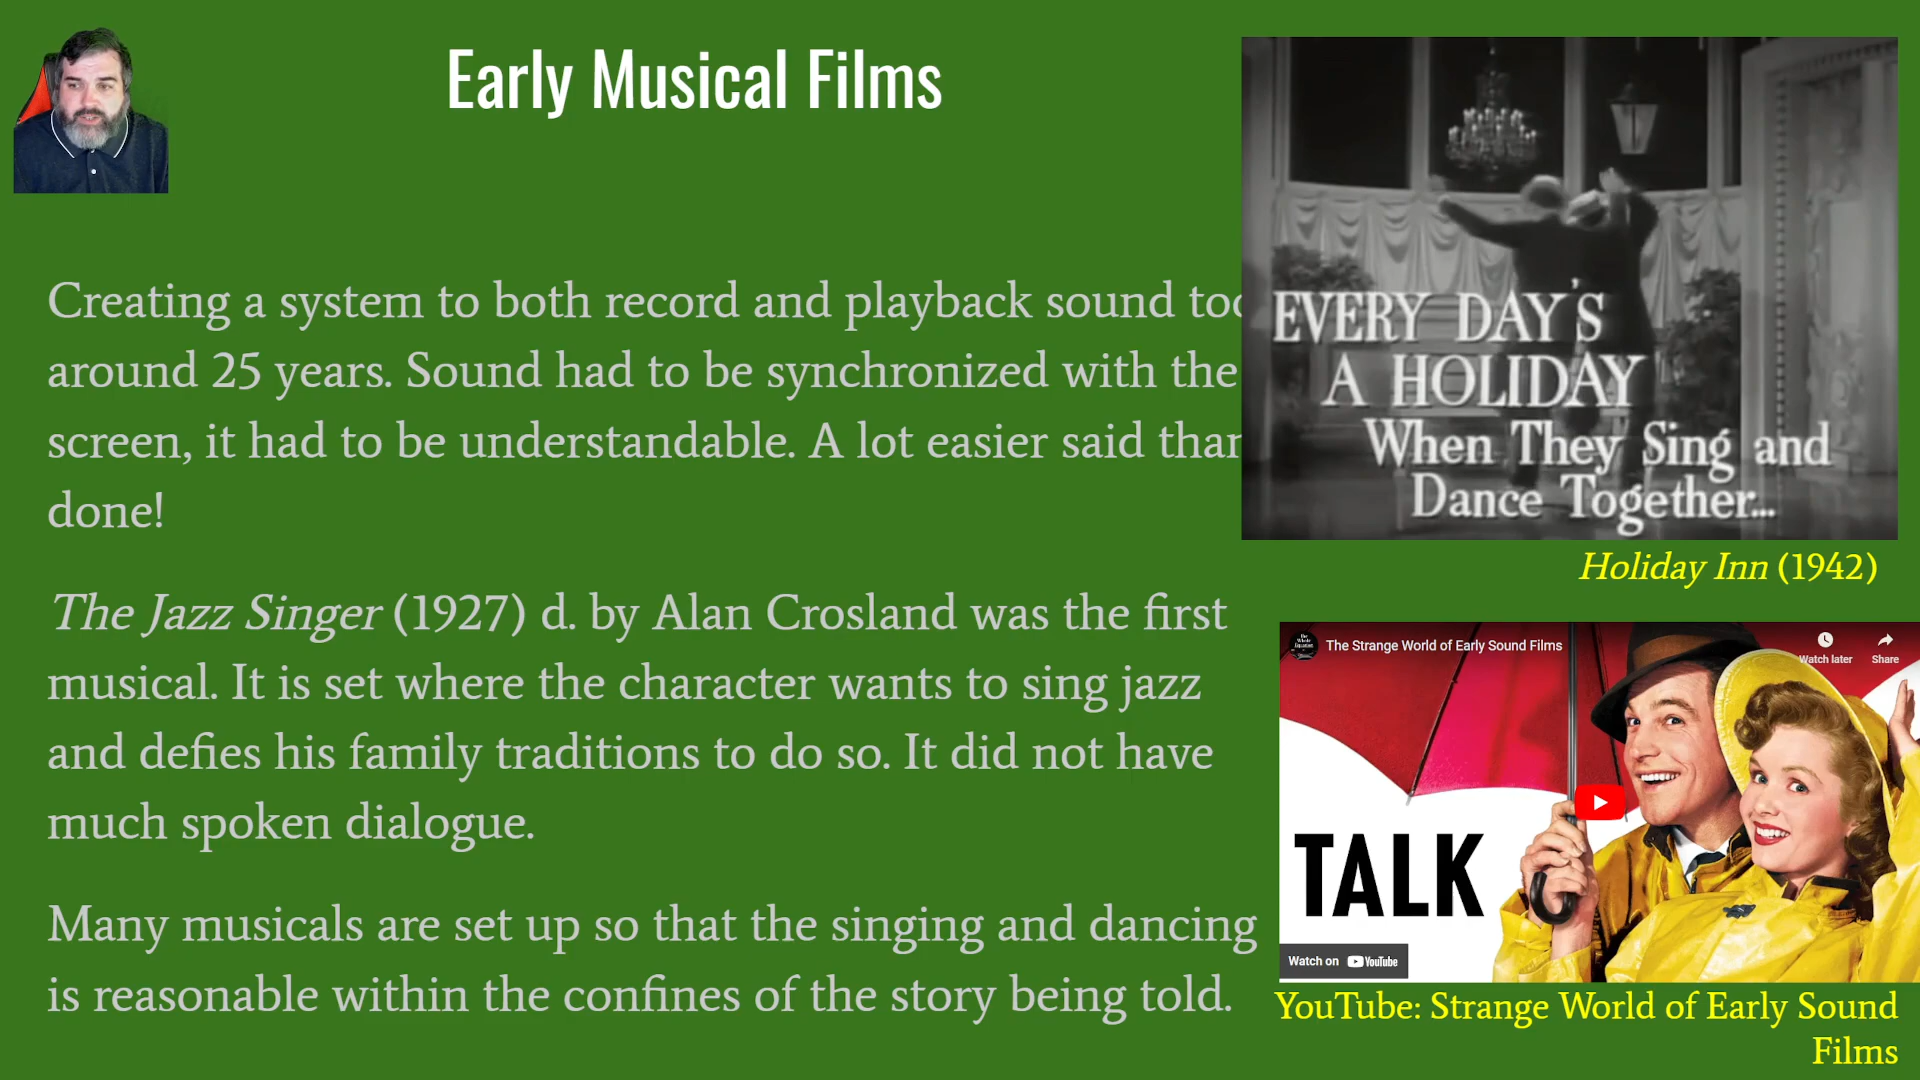 Early Musical Films
Creating a system to both record and playback sound
around 25 years. Sound had to be synchronized with the
screen, it had to be understandable. A lot easier said than
done!
The Jazz Singer (1927) d. by Alan Crosland was the first
musical. It is set where the character wants to sing jazz
and defies his family traditions to do so. It did not have
much spoken dialogue.
Many musicals are set up so that the singing and dancing
is reasonable within the confines of the story being told.
EVERY DAY'S
A HOLIDAY
When They Sing and
Dance Together...
Holiday Inn (1942)
The Strange World of Early Sound Films
Watch later
Share
TALK
Watch on YouTube
YouTube: Strange World of Early Sound
Films